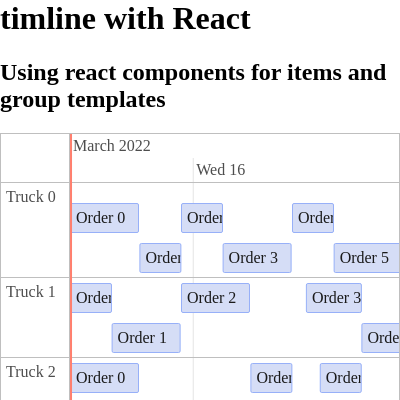 timline with React
Using react components for items and
group templates
March 2022
Wed 16
Truck 0
Order 0
Order
Order
Order
Order 3
Order 5
Truck 1
Order
Order 2
Order 3
Order 1
Orde
Truck 2
Order 0
Order
Order